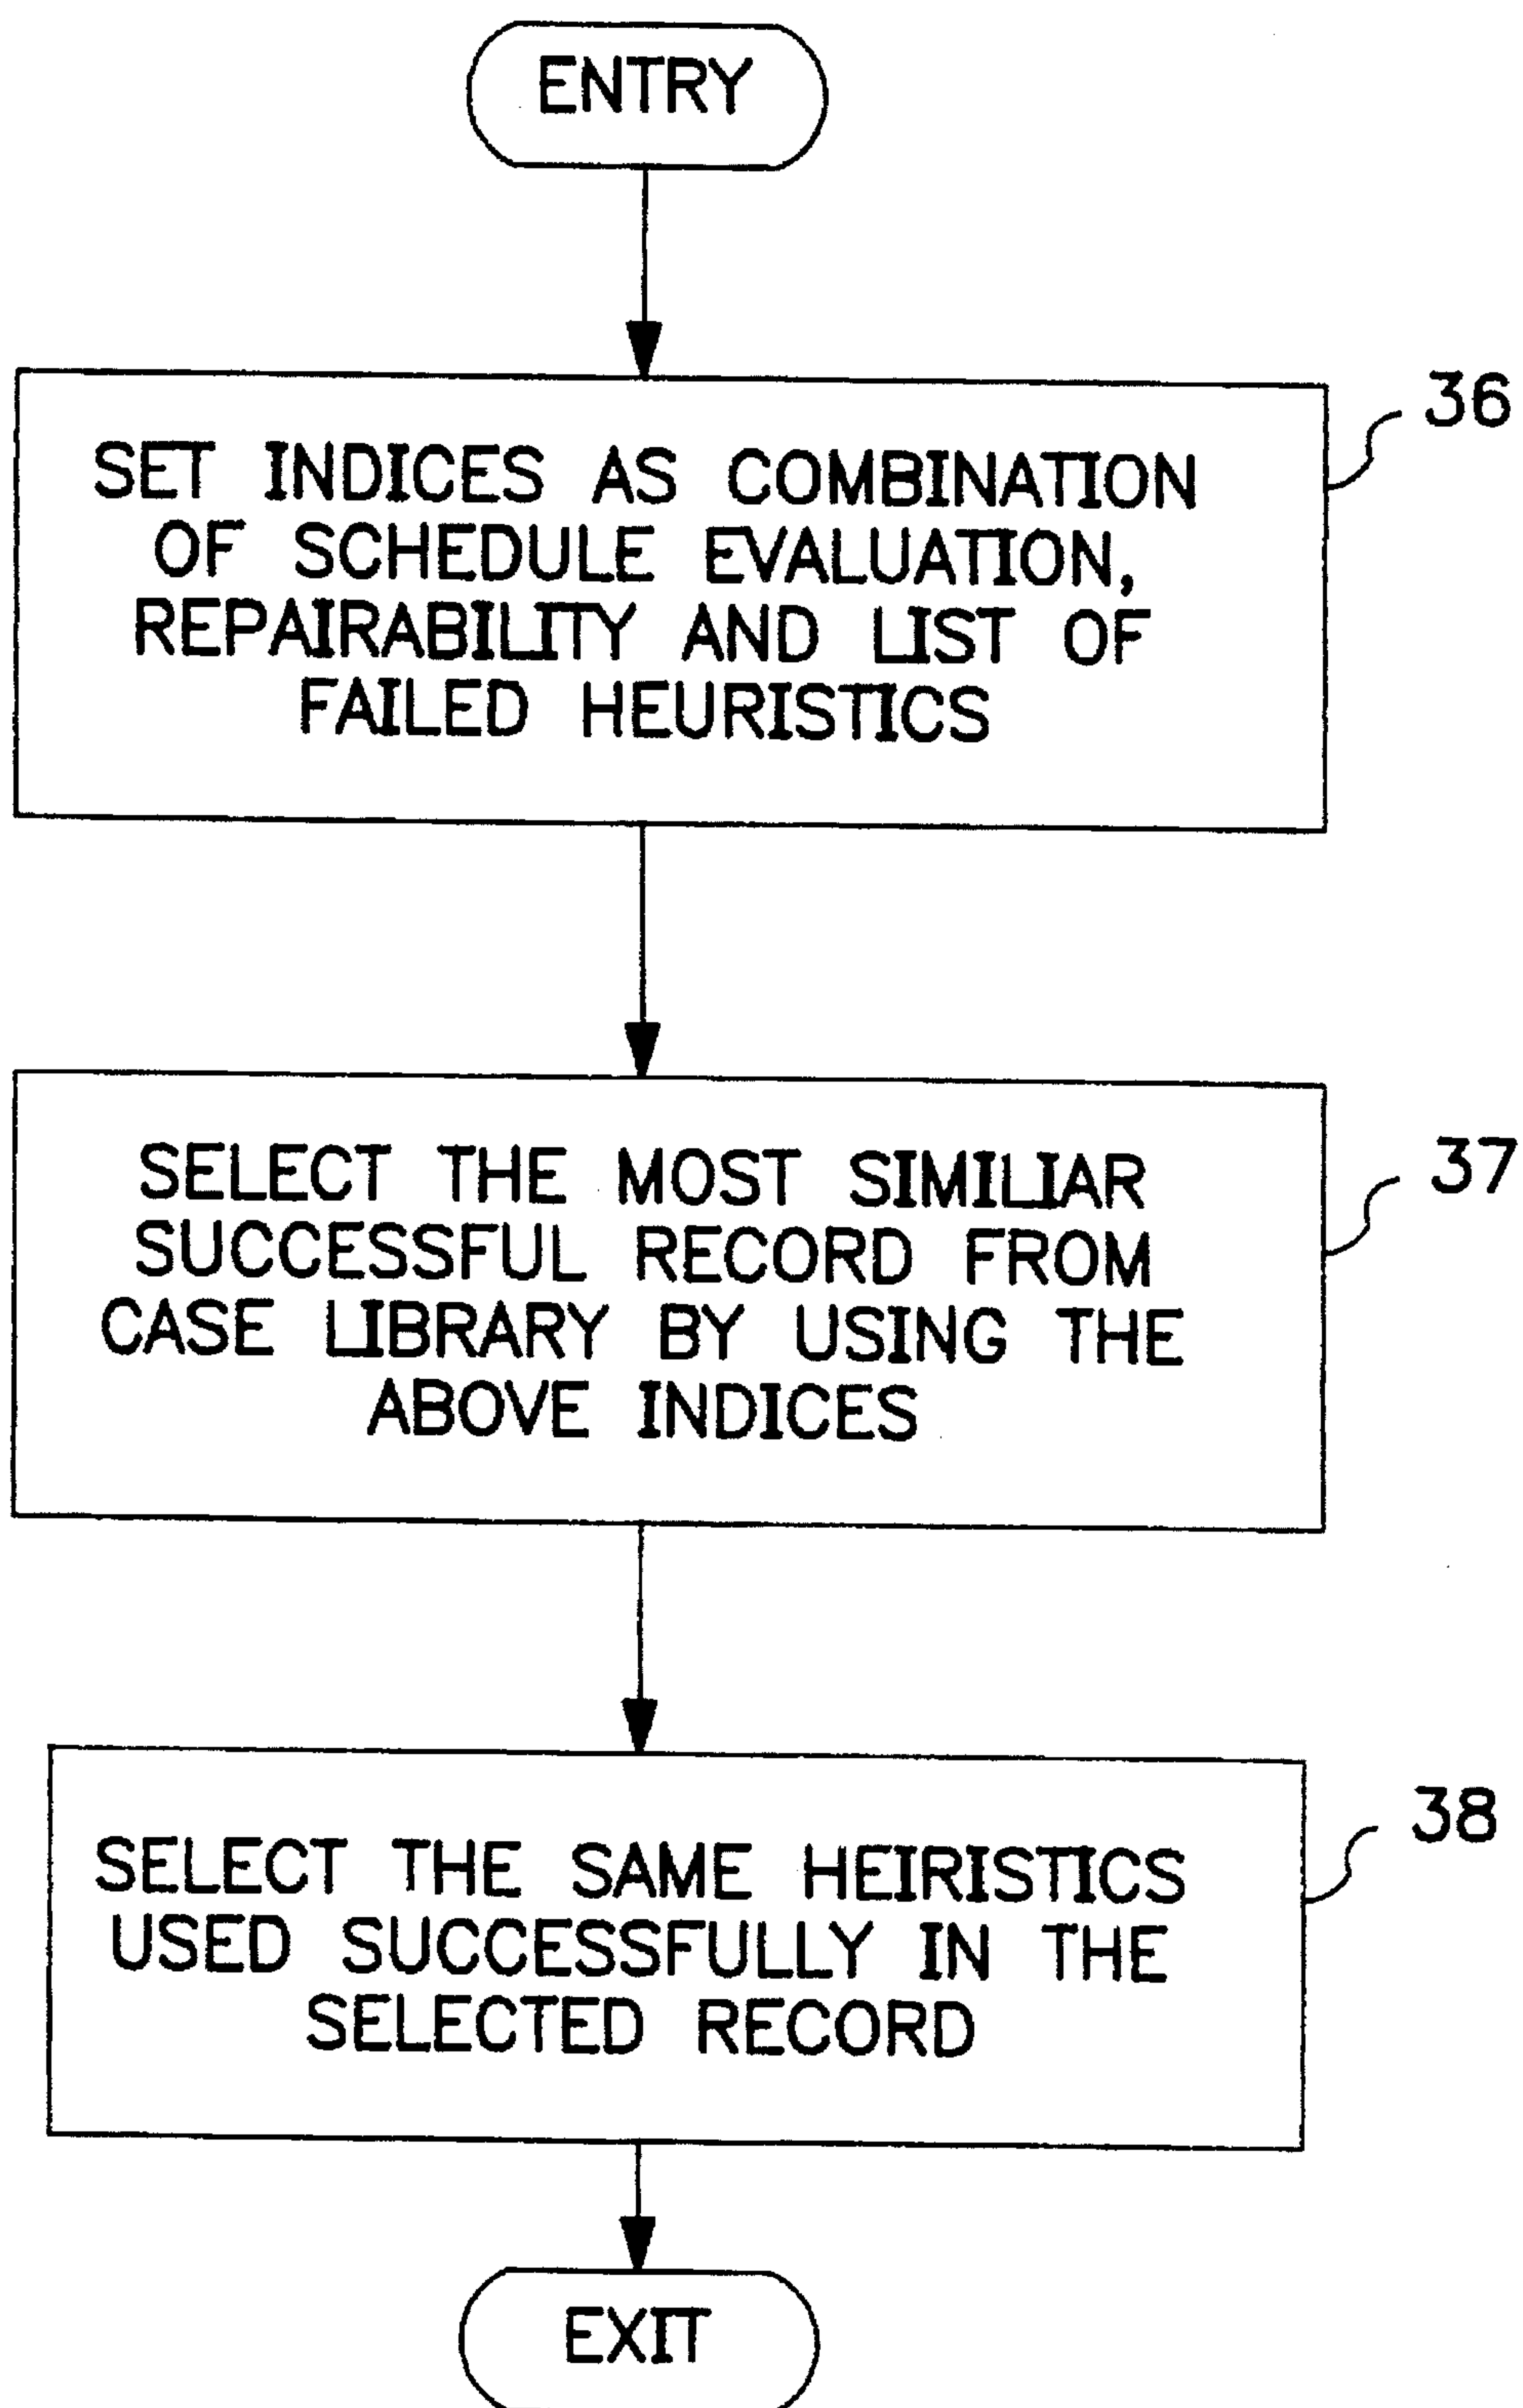 ENTRY
36
SET INDICES AS COMBINATION
OF SCHEDULE EVALUATION,
REPAIRABILITY AND LIST OF
FAILED HEURISTICS
37
SELECT THE MOST SIMILIAR
SUCCESSFUL RECORD FROM
CASE LIBRARY BY USING THE
ABOVE INDICES
38
SELECT THE SAME HEIRISTICS
USED SUCCESSFULLY IN THE
SELECTED RECORD
EXIT